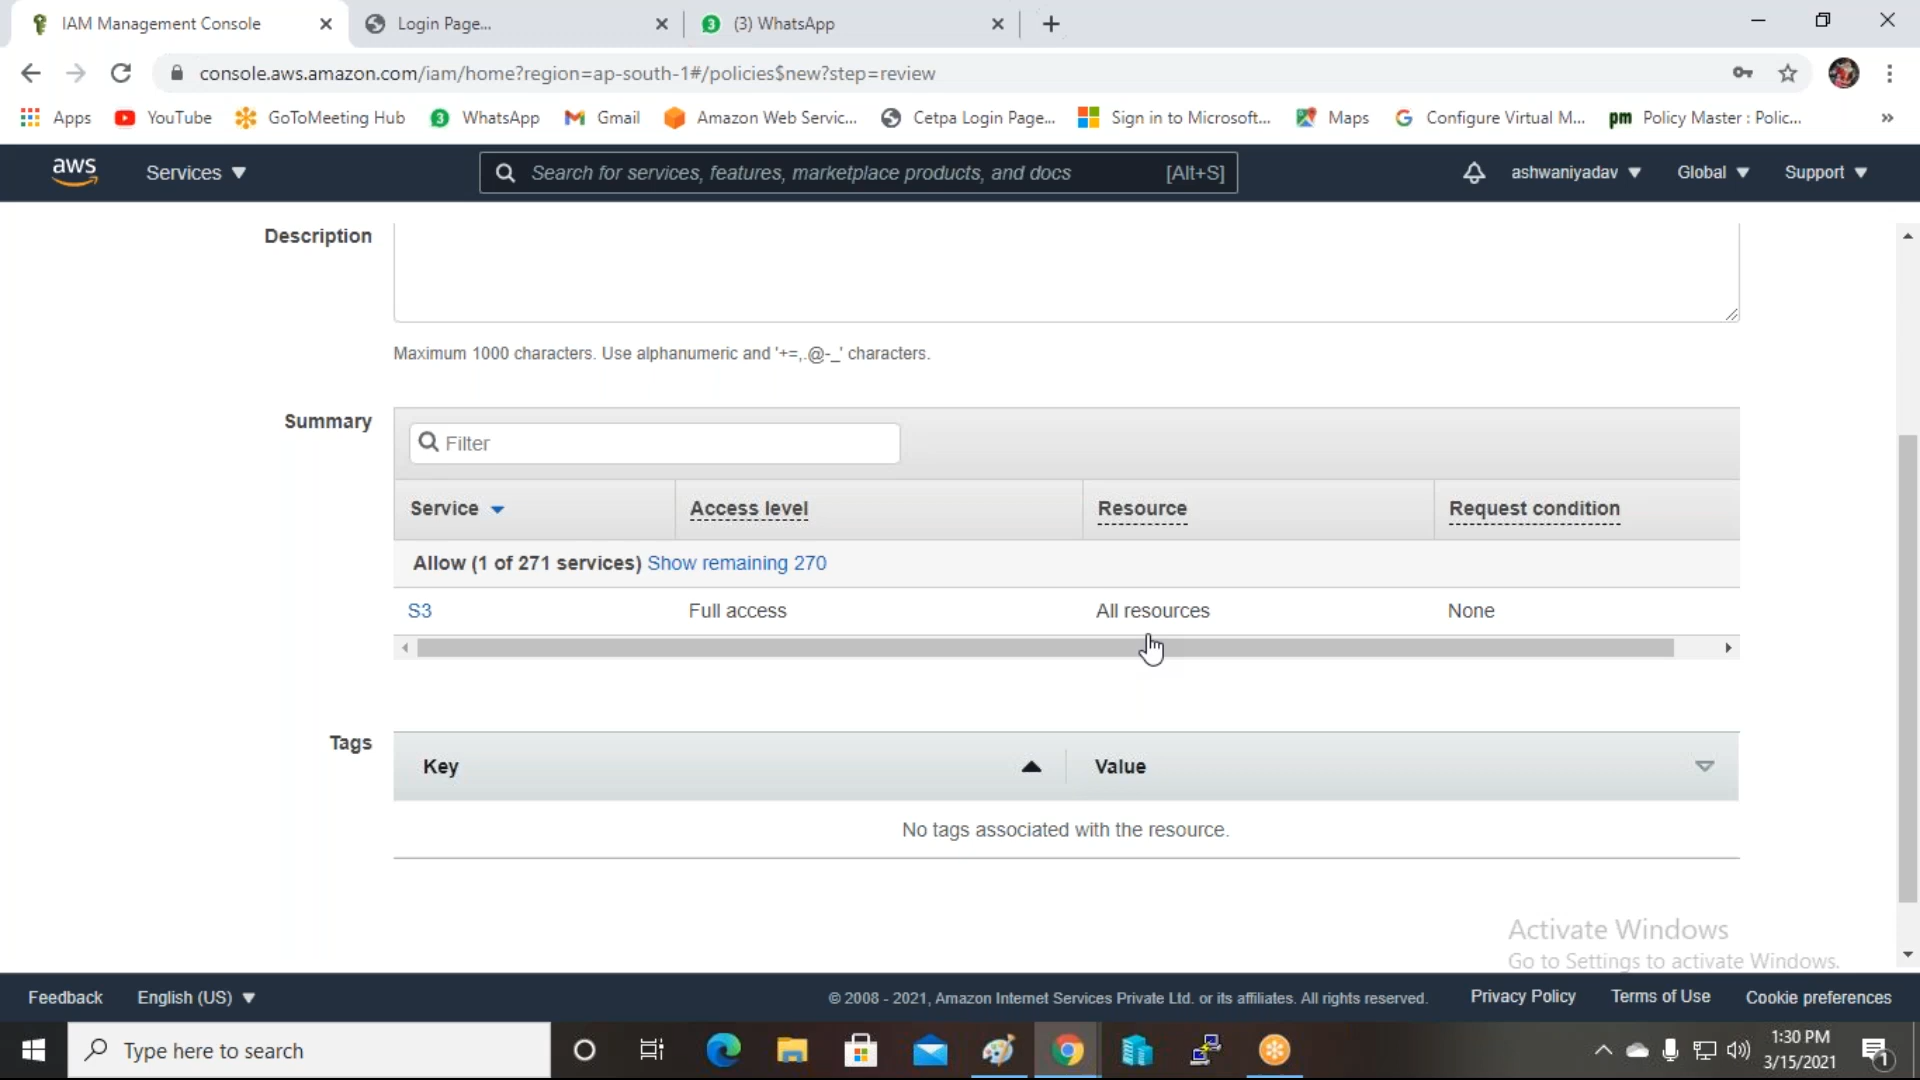 IAM Management Console
Login Page...
3 (3) WhatsApp
console.aws.amazon.com/iam/home?region=ap-south-1#/policies$new?step=review
Apps YouTube GoToMeeting Hub 3 WhatsApp Gmail Amazon Web Servic... Cetpa Login Page... Sign in to Microsoft... Maps Configure Virtual M... pm Policy Master : Polic... »
aws Services Search for services, features, marketplace products, and docs [Alt+S] ashwaniyadav Global Support
Description
Maximum 1000 characters. Use alphanumeric and '+=,.@-_' characters.
Summary
Filter
Service Access level Resource Request condition
Allow (1 of 271 services) Show remaining 270
S3 Full access All resources None
Tags
Key Value
No tags associated with the resource.
Activate Windows
Go to Settings to activate Windows.
Feedback English (US) © 2008 - 2021, Amazon Internet Services Private Ltd. or its affiliates. All rights reserved. Privacy Policy Terms of Use Cookie preferences
Type here to search
1:30 PM
3/15/2021
1